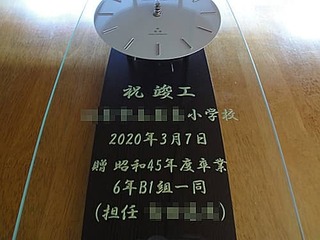 祝 竣工
小学校
2020年3月7日
贈 昭和45年度卒業
6年B1組一同
(担任 )